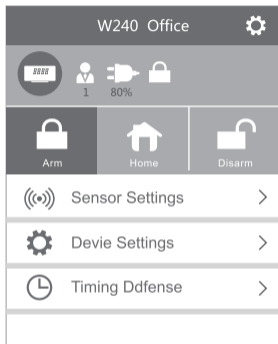 W240 Office
8888
1 80%
Arm Home Disarm
Sensor Settings
Devie Settings
Timing Ddfense